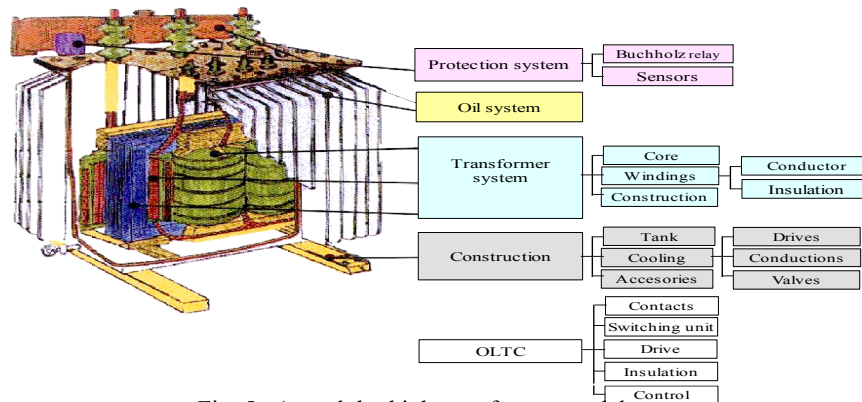 Protection system
Buchholz relay
Sensors
Oil system
Transformer
system
Core
Windings
Construction
Conductor
Insulation
Construction
Tank
Cooling
Accesories
Drives
Conductions
Valves
OLTC
Contacts
Switching unit
Drive
Insulation
Control